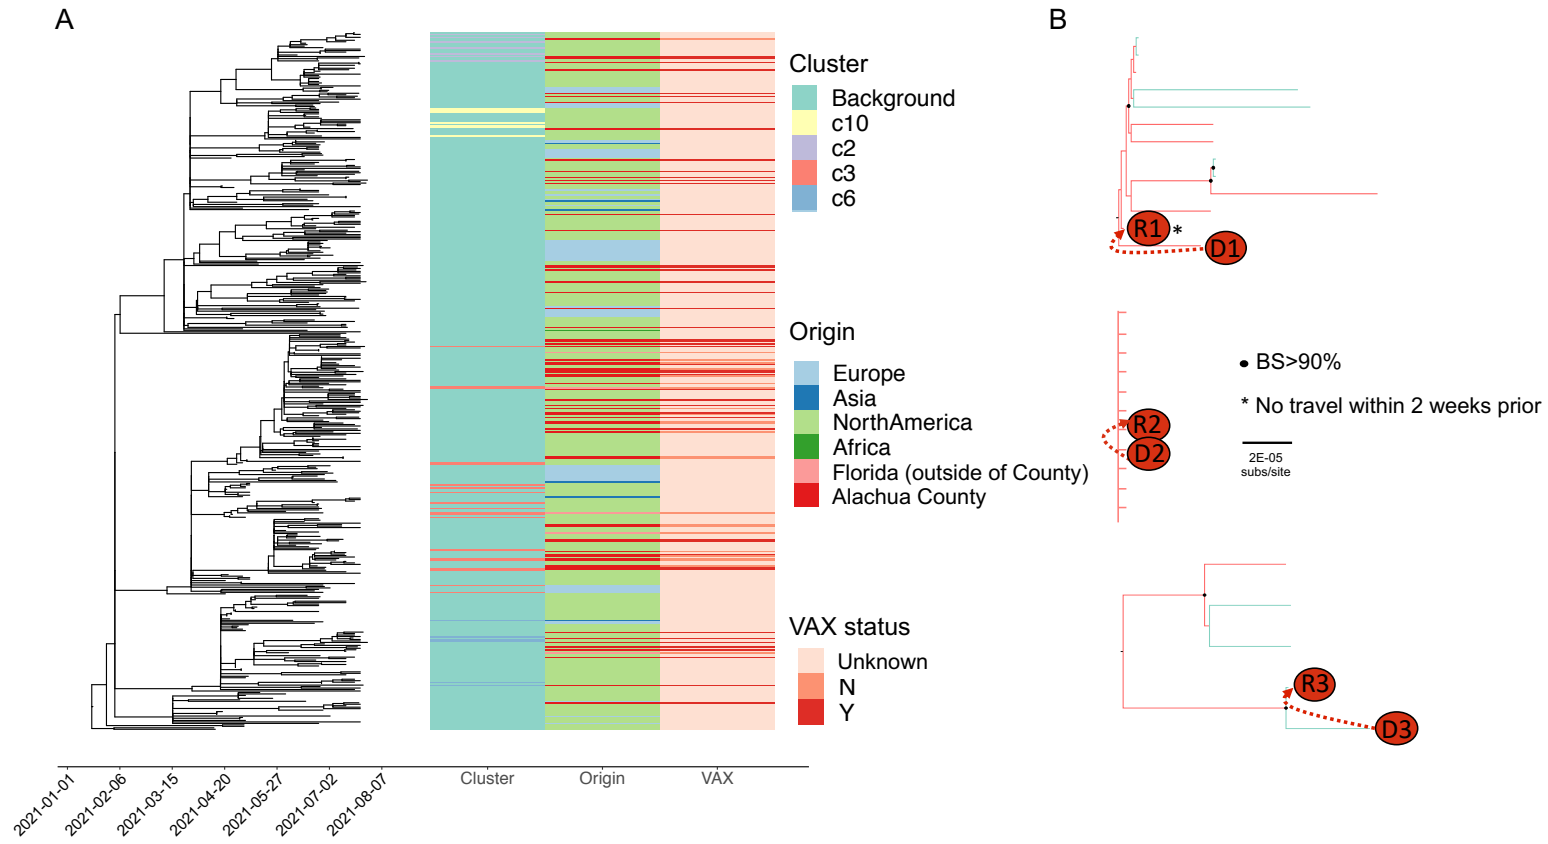 A
B
Cluster
Background
c10
c2
c3
c6
Origin
Europe
Asia
NorthAmerica
Africa
Florida (outside of County)
Alachua County
VAX status
Unknown
N
Y
2021-01-01
2021-02-06
2021-03-15
2021-04-20
2021-05-27
2021-07-02
2021-08-07
Cluster
Origin
VAX
R1
*
D1
R2
D2
BS>90%
* No travel within 2 weeks prior
2E-05
subs/site
R3
D3